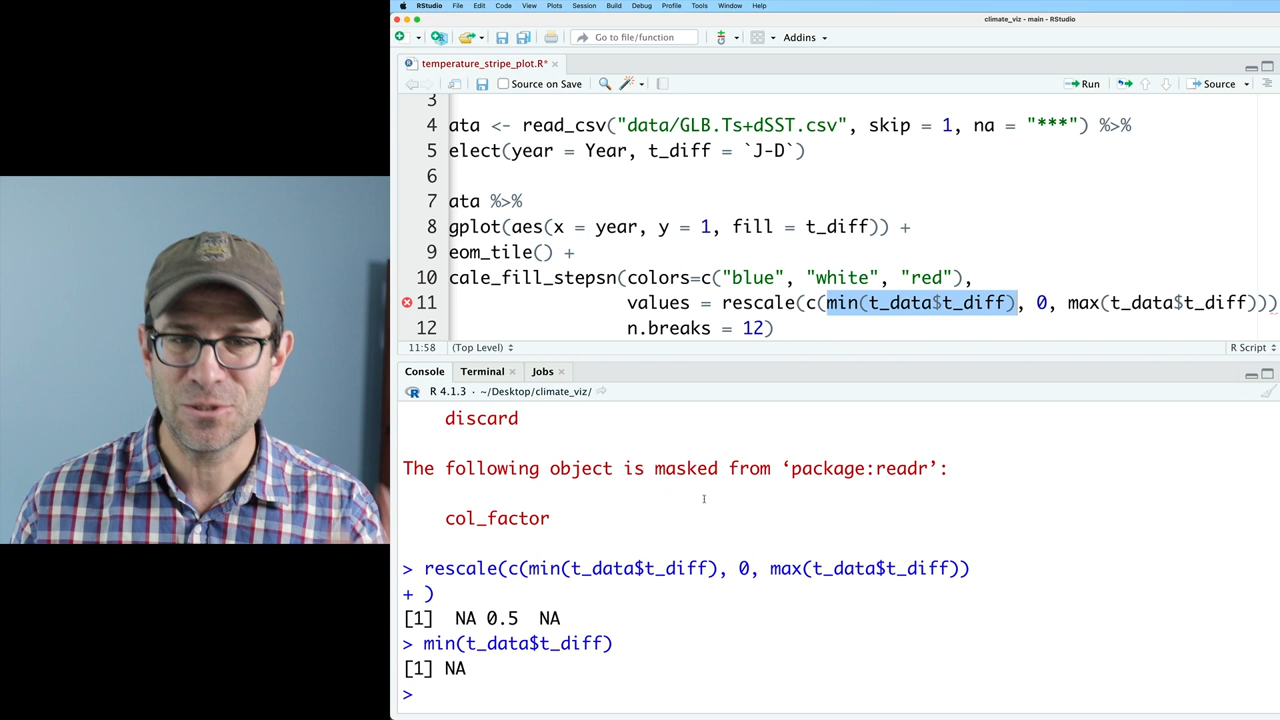 RStudio File Edit Code View Plots Session Build Debug Profile Tools Window Help
climate_viz - main - RStudio
Go to file/function Addins
temperature_stripe_plot.R*
Source on Save Run Source
3
4 ata <- read_csv("data/GLB.Ts+dSST.csv", skip = 1, na = "***") %>%
5 elect(year = Year, t_diff = `J-D`)
6
7 ata %>%
8 gplot(aes(x = year, y = 1, fill = t_diff)) +
9 eom_tile() +
10 cale_fill_stepsn(colors=c("blue", "white", "red"),
11 values = rescale(c(min(t_data$t_diff), 0, max(t_data$t_diff)))
12 n.breaks = 12)
11:58 (Top Level) R Script
Console Terminal Jobs
R 4.1.3 · ~/Desktop/climate_viz/
discard
The following object is masked from ‘package:readr’:
col_factor
> rescale(c(min(t_data$t_diff), 0, max(t_data$t_diff))
+ )
[1] NA 0.5 NA
> min(t_data$t_diff)
[1] NA
>